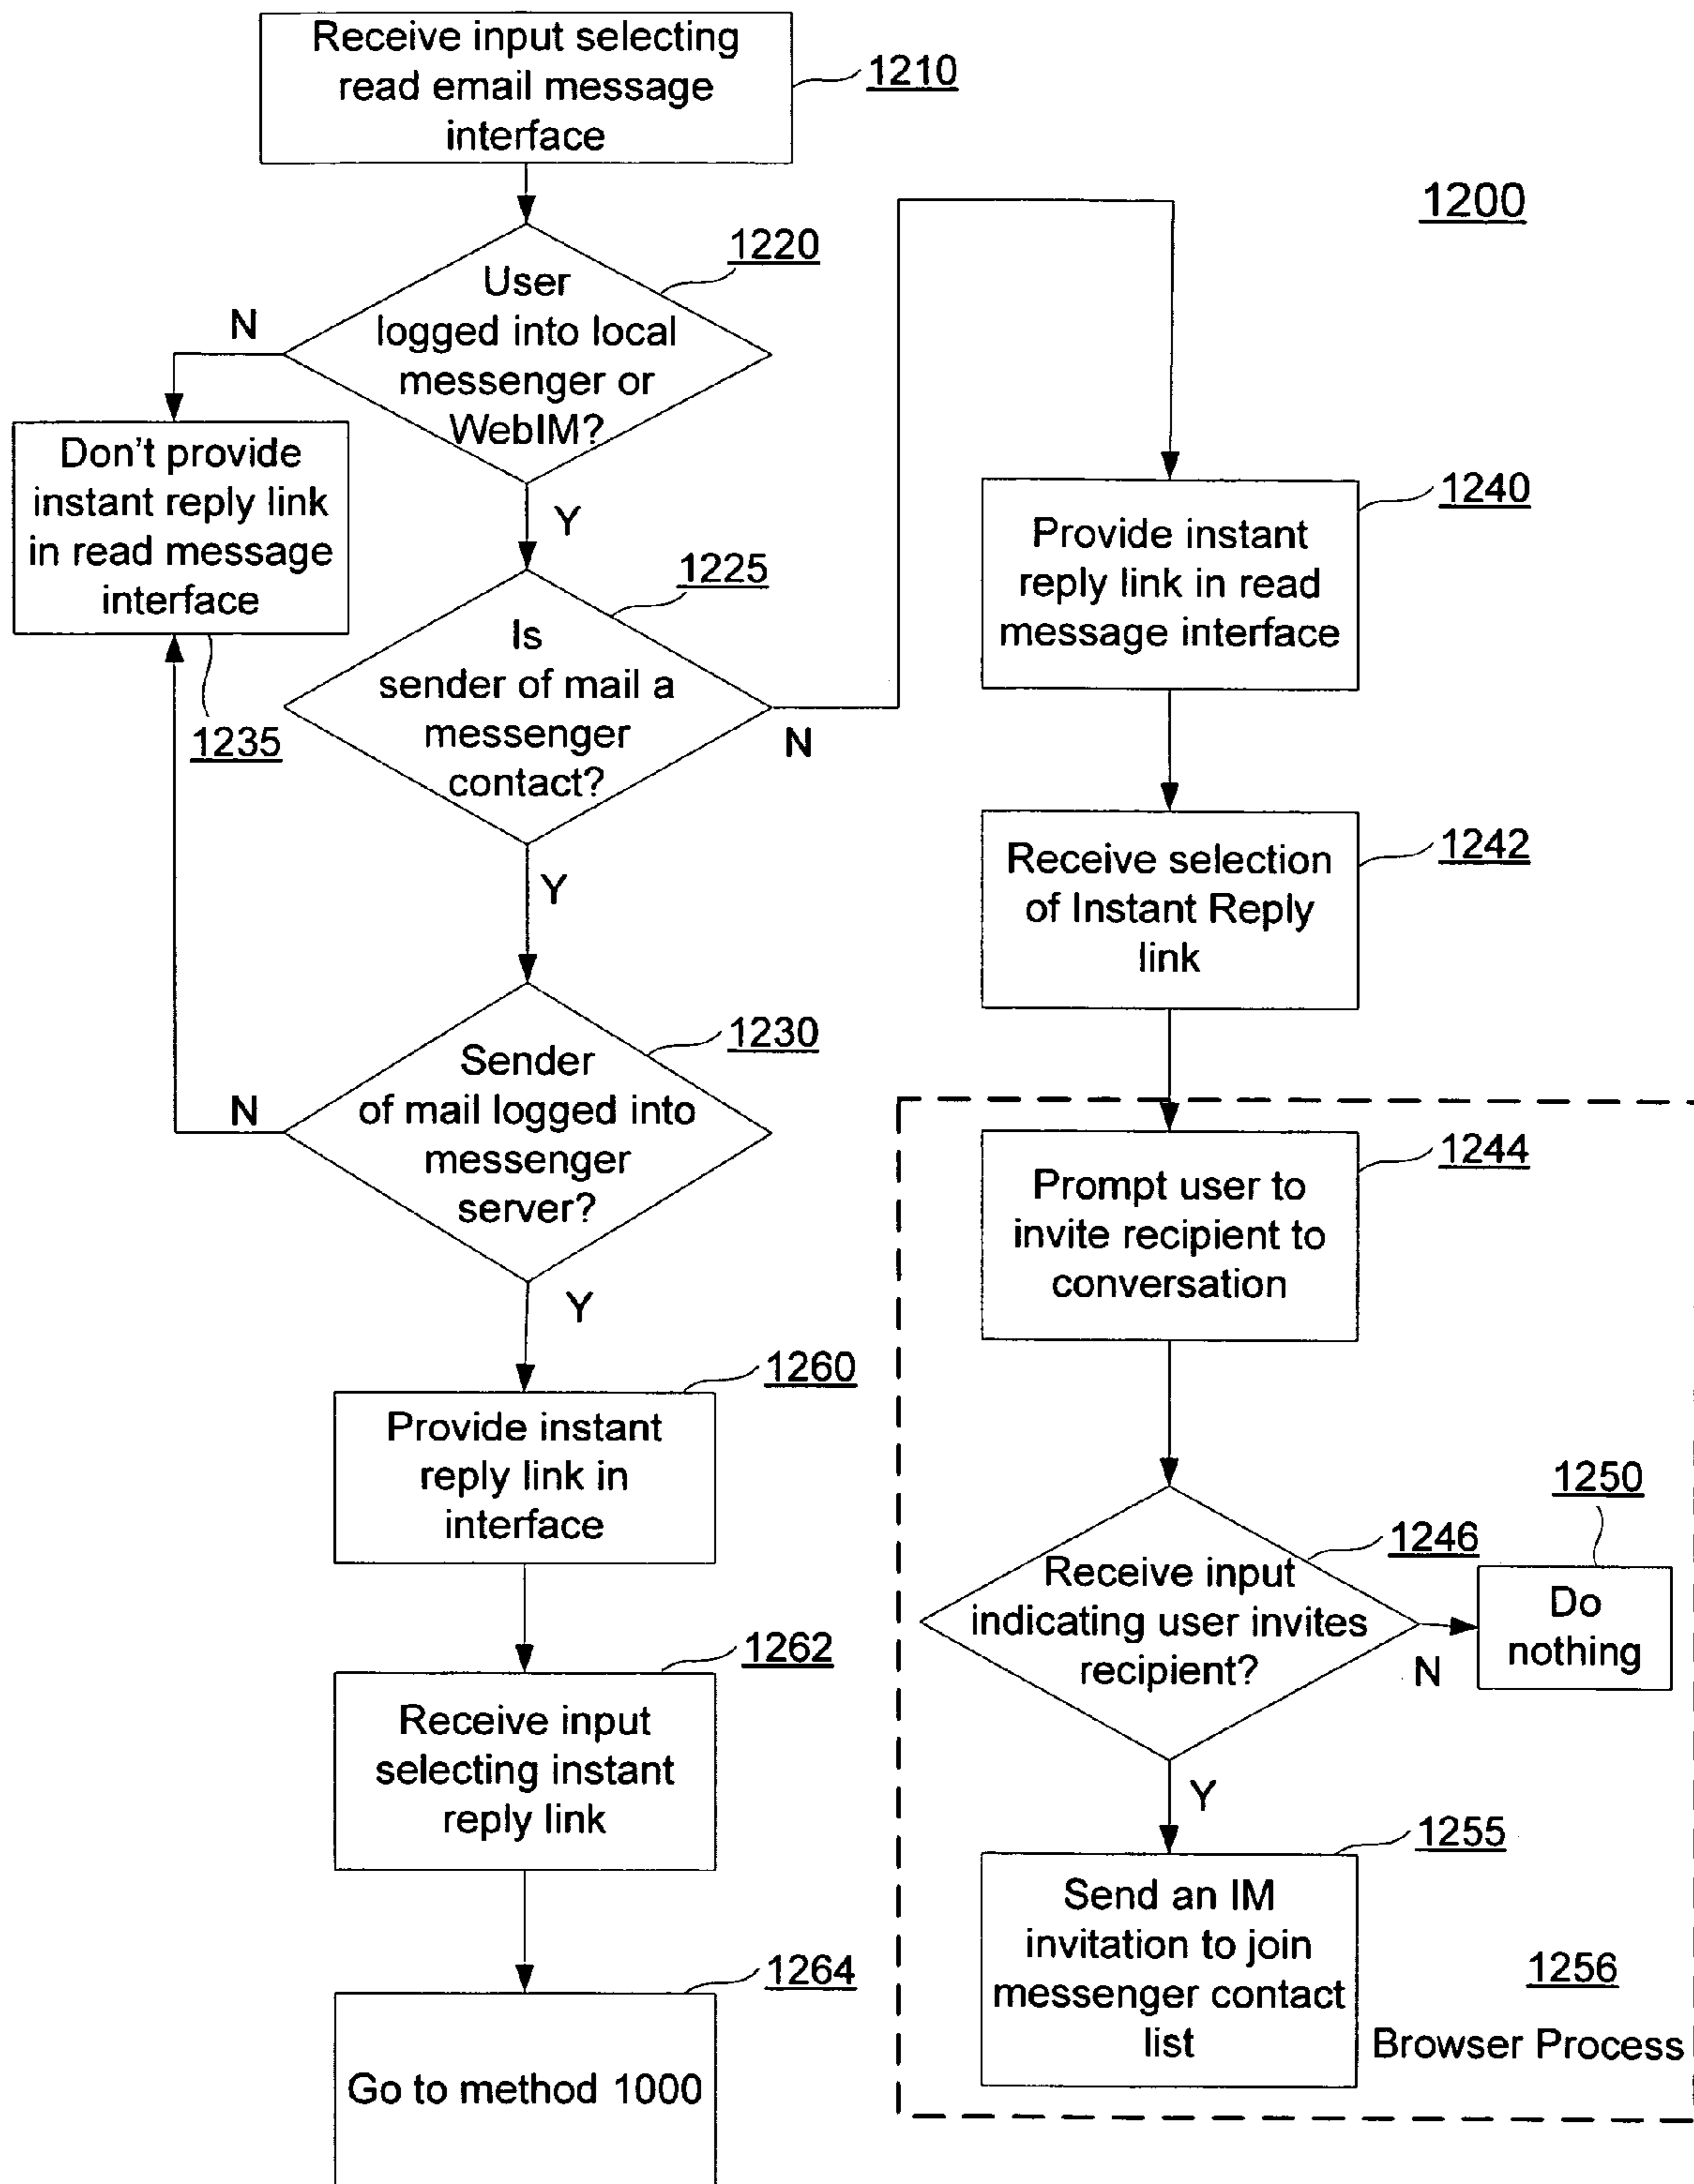 Receive input selecting
read email message
interface
1210
1200
1220
User
logged into local
messenger or
WebIM?
N
Y
Don't provide
instant reply link
in read message
interface
1235
1225
Is
sender of mail a
messenger
contact?
N
Y
1230
Sender
of mail logged into
messenger
server?
N
Y
1260
Provide instant
reply link in
interface
1262
Receive input
selecting instant
reply link
1264
Go to method 1000
1240
Provide instant
reply link in read
message interface
1242
Receive selection
of Instant Reply
link
1244
Prompt user to
invite recipient to
conversation
1246
Receive input
indicating user invites
recipient?
N
1250
Do
nothing
Y
1255
Send an IM
invitation to join
messenger contact
list
1256
Browser Process